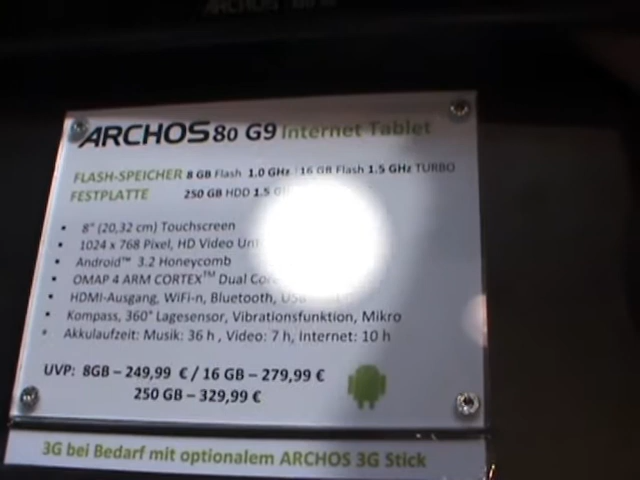 ARCHOS 80 G9 Internet Tablet
FLASH-SPEICHER 8 GB Flash 1.0 GHz 16 GB Flash 1.5 GHz TURBO
FESTPLATTE 250 GB HDD 1.5
• 8" (20,32 cm) Touchscreen
• 1024 x 768 Pixel, HD Video
• Android™ 3.2 Honeycomb
• OMAP 4 ARM CORTEX™ Dual
• HDMI-Ausgang, WiFi-n, Bluetooth,
• Kompass, 360° Lagesensor, Vibrationsfunktion, Mikro
• Akkulaufzeit: Musik: 36 h , Video: 7 h, Internet: 10 h
UVP: 8GB – 249,99 € / 16 GB – 279,99 €
250 GB – 329,99 €
3G bei Bedarf mit optionalem ARCHOS 3G Stick